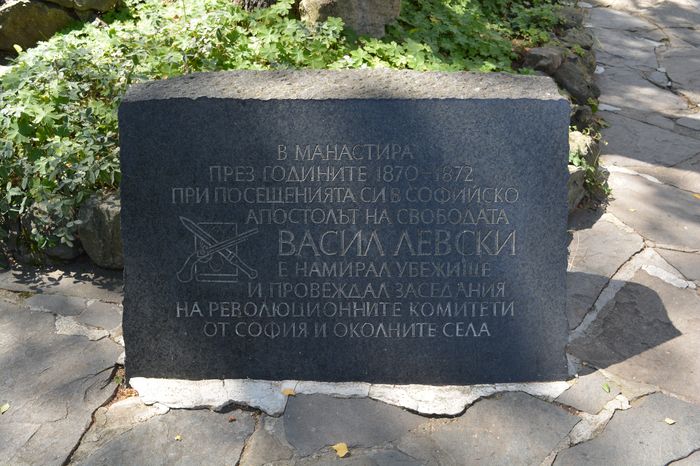 В МАНАСТИРА
ПРЕЗ ГОДИНИТЕ 1870-1872
ПРИ ПОСЕЩЕНИЯТА СИ В СОФИЙСКО
АПОСТОЛЪТ НА СВОБОДАТА
ВАСИЛ ЛЕВСКИ
Е НАМИРАЛ УБЕЖИЩЕ
И ПРОВЕЖДАЛ ЗАСЕДАНИЯ
НА РЕВОЛЮЦИОННИТЕ КОМИТЕТИ
ОТ СОФИЯ И ОКОЛНИТЕ СЕЛА